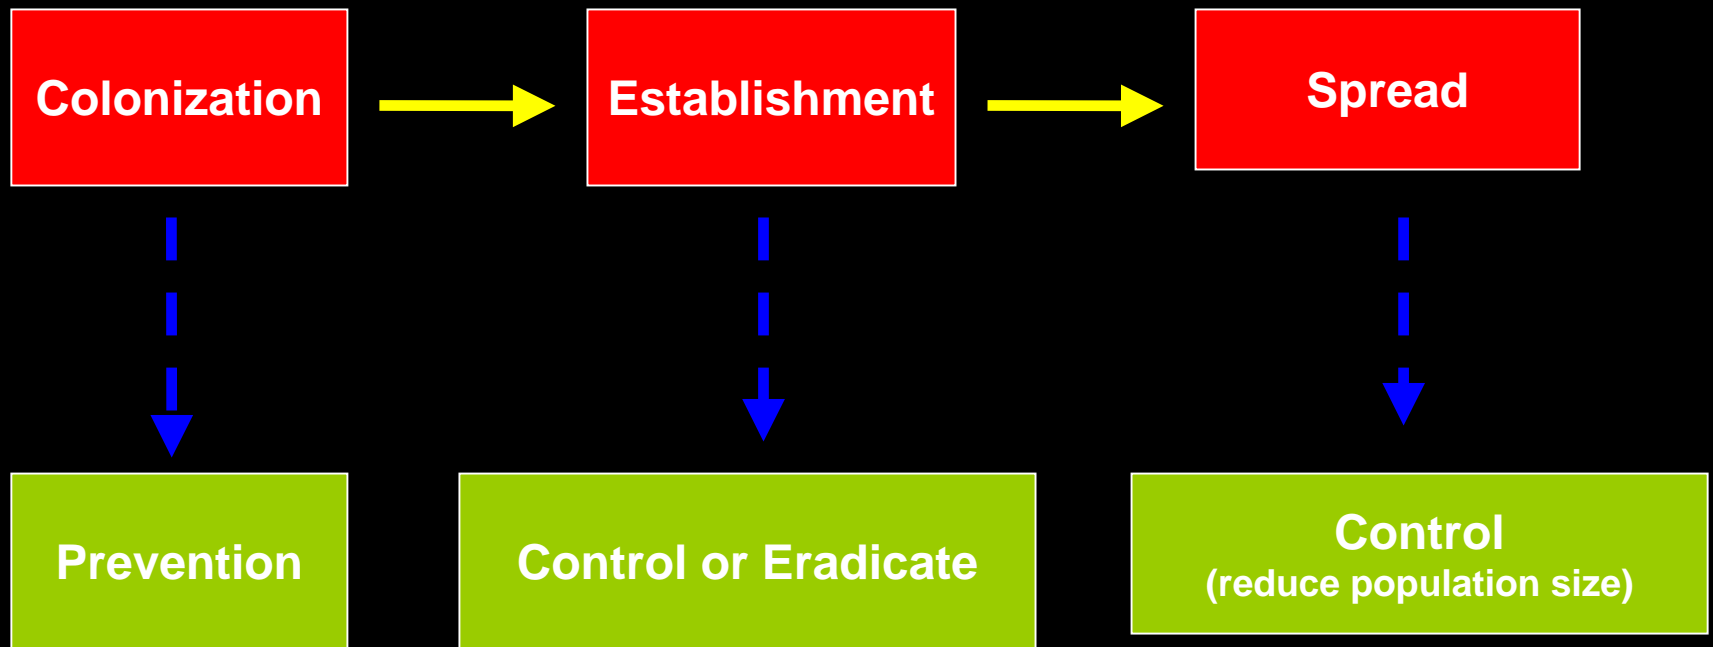 Colonization
Establishment
Spread
Prevention
Control or Eradicate
Control
(reduce population size)